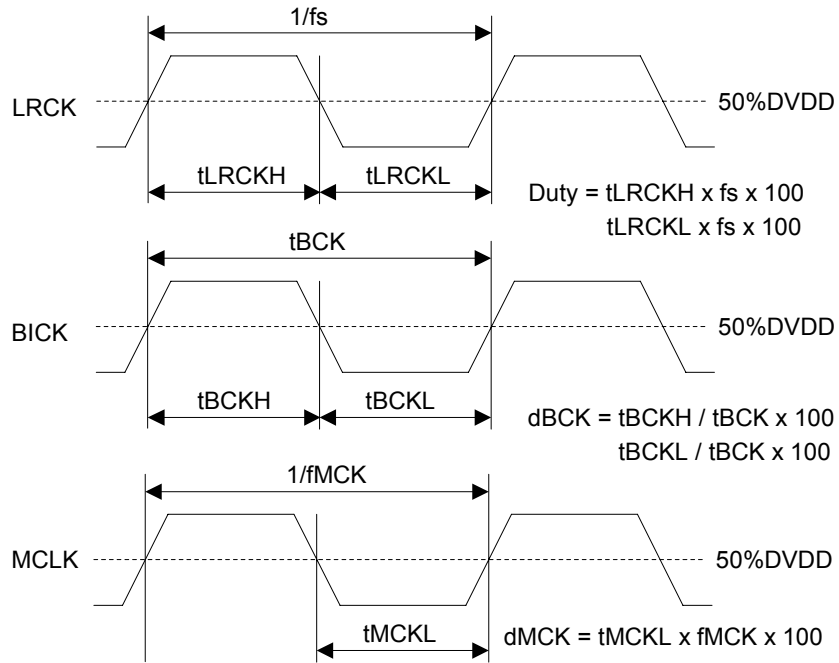 1/fs
LRCK
50%DVDD
tLRCKH
tLRCKL
Duty = tLRCKH x fs x 100
tLRCKL x fs x 100
tBCK
BICK
50%DVDD
tBCKH
tBCKL
dBCK = tBCKH / tBCK x 100
tBCKL / tBCK x 100
1/fMCK
MCLK
50%DVDD
tMCKL
dMCK = tMCKL x fMCK x 100